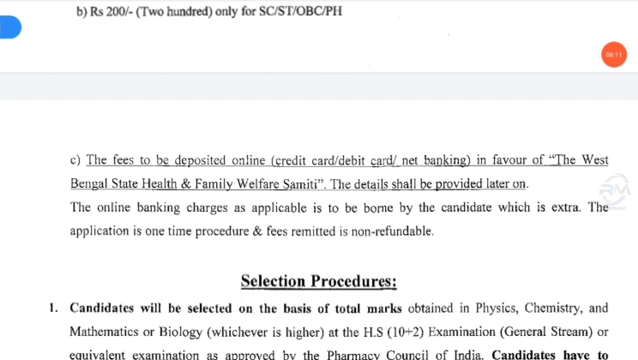 b) Rs 200/- (Two hundred) only for SC/ST/OBC/PH
c) The fees to be deposited online (credit card/debit card/ net banking) in favour of “The West
Bengal State Health & Family Welfare Samiti”. The details shall be provided later on.
The online banking charges as applicable is to be borne by the candidate which is extra. The
application is one time procedure & fees remitted is non-refundable.
Selection Procedures:
1. Candidates will be selected on the basis of total marks obtained in Physics, Chemistry, and
Mathematics or Biology (whichever is higher) at the H.S (10+2) Examination (General Stream) or
equivalent examination as approved by the Pharmacy Council of India. Candidates have to